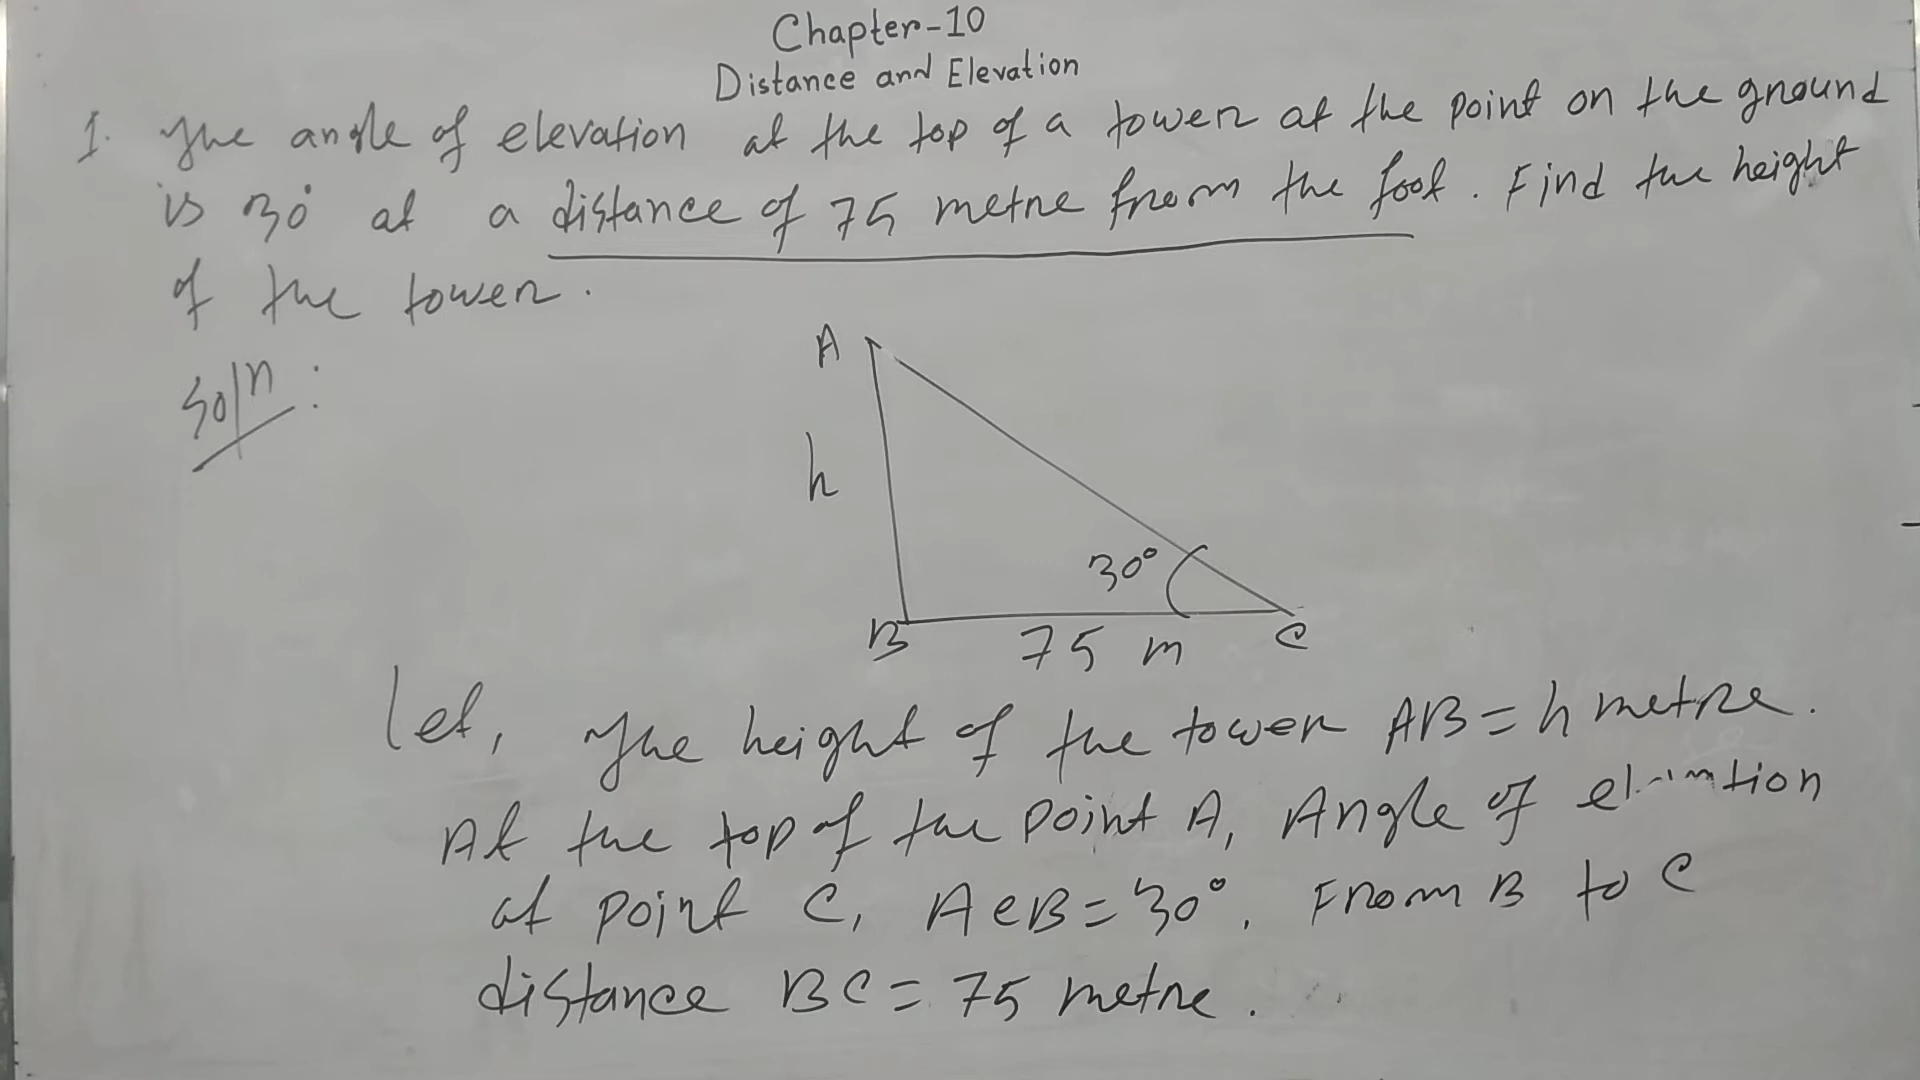 Chapter-10
Distance and Elevation
1. The angle of elevation at the top of a tower at the point on the ground
is 30° at a distance of 75 metre from the foot. Find the height
of the tower.
Soln:
A
h
30°
B 75 m C
Let, The height of the tower AB = h metre.
At the top of the point A, Angle of
at point C, ACB = 30°. From B to C
distance BC = 75 metre.